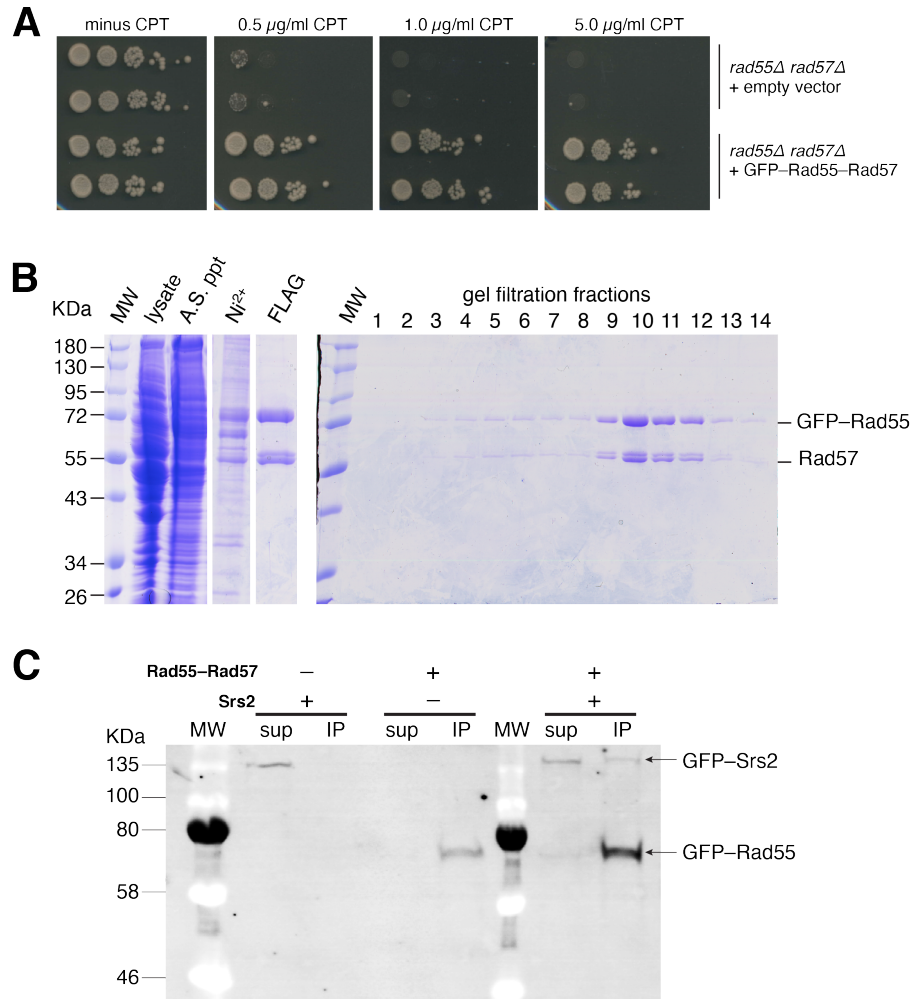 A
minus CPT 0.5 µg/ml CPT 1.0 µg/ml CPT 5.0 µg/ml CPT
rad55Δ rad57Δ
+ empty vector
rad55Δ rad57Δ
+ GFP–Rad55–Rad57
B
KDa MW lysate A.S. ppt Ni2+ FLAG MW gel filtration fractions
1 2 3 4 5 6 7 8 9 10 11 12 13 14
180
130
95
72
55
43
34
26
GFP–Rad55
Rad57
C
Rad55–Rad57 – + +
Srs2 + – +
KDa MW sup IP sup IP MW sup IP
135
100
80
58
46
GFP–Srs2
GFP–Rad55